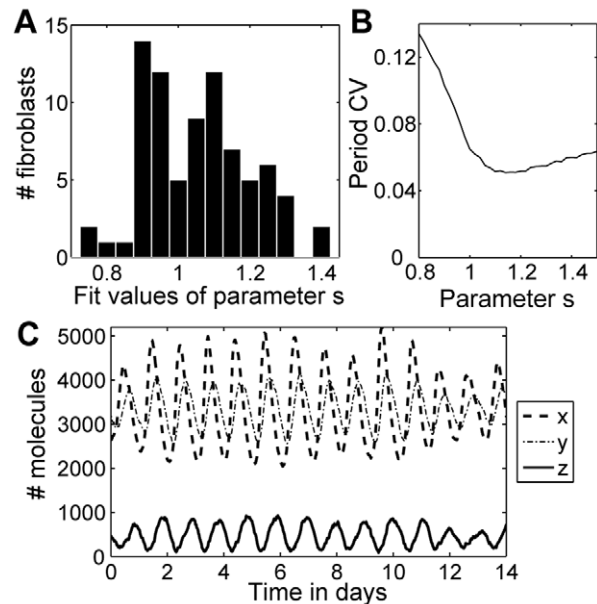 A
15
10
5
0
# fibroblasts
0.8 1 1.2 1.4
Fit values of parameter s
B
0.12
0.08
0.04
0
Period CV
0.8 1 1.2 1.4
Parameter s
C
5000
4000
3000
2000
1000
0
# molecules
0 2 4 6 8 10 12 14
Time in days
x
y
z